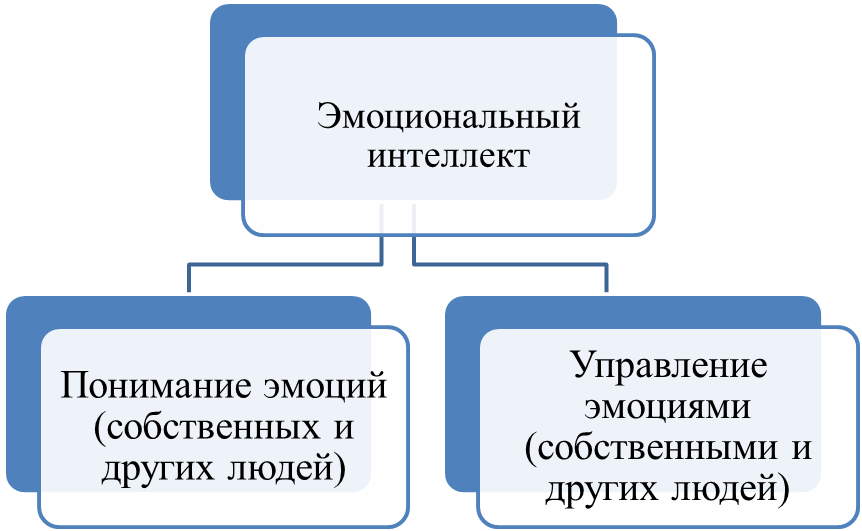 Эмоциональный
интеллект
Понимание эмоций
(собственных и
других людей)
Управление
эмоциями
(собственными и
других людей)